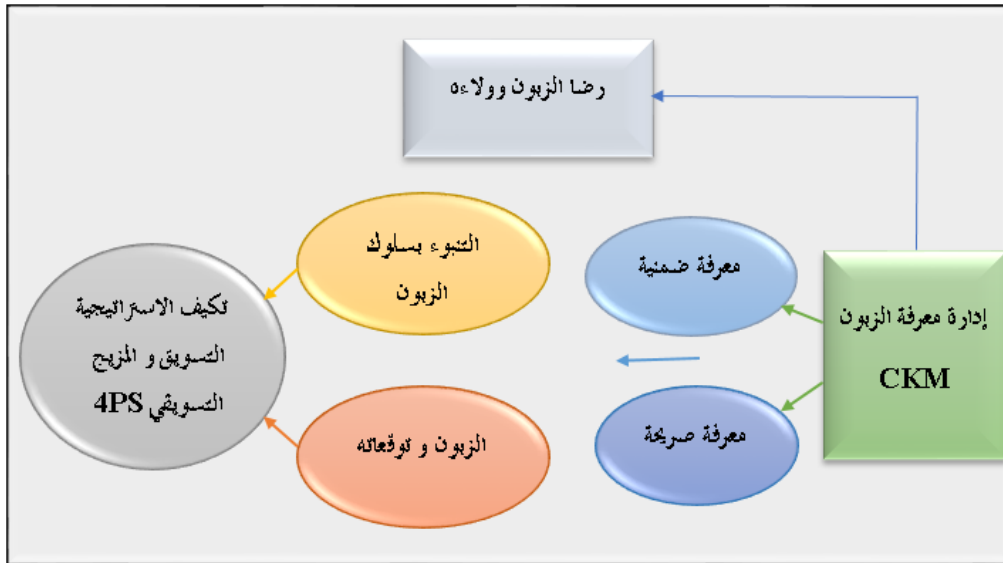 رضا الزبون وولاءه
إدارة معرفة الزبون
CKM
معرفة ضمنية
معرفة صريحة
التنبوء بسلوك
الزبون
الزبون و توقعاته
تكيف الاستراتيجية
التسويق و المزيج
التسويقي 4PS